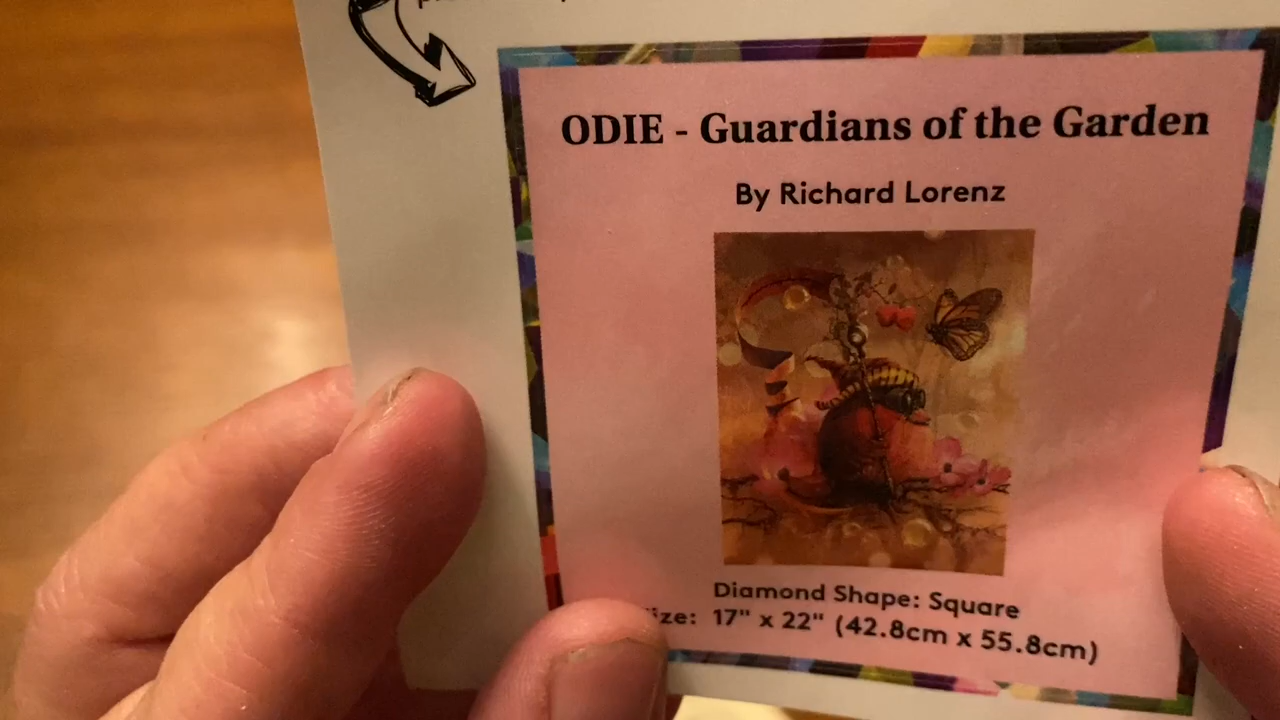 ODIE - Guardians of the Garden
By Richard Lorenz
Diamond Shape: Square
17" x 22" (42.8cm x 55.8cm)